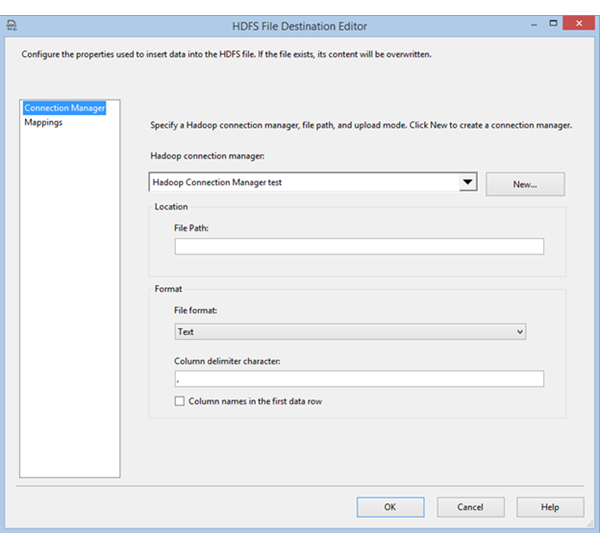 HDFS File Destination Editor
Configure the properties used to insert data into the HDFS file. If the file exists, its content will be overwritten.
Connection Manager
Mappings
Specify a Hadoop connection manager, file path, and upload mode. Click New to create a connection manager.
Hadoop connection manager:
Hadoop Connection Manager test
New...
Location
File Path:
Format
File format:
Text
Column delimiter character:
,
Column names in the first data row
OK
Cancel
Help